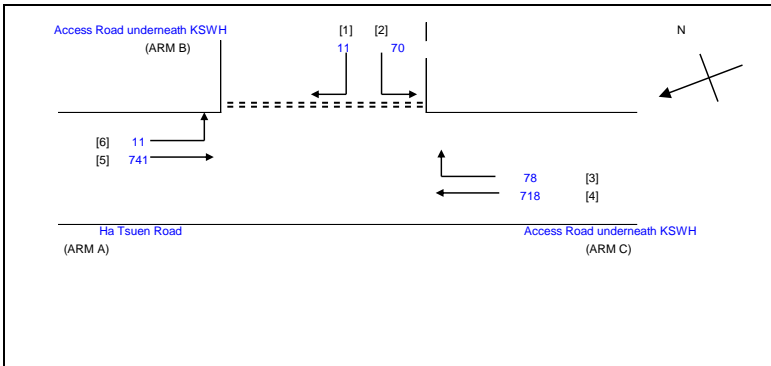 Access Road underneath KSWH [1] [2] N
(ARM B) 11 70
[6] 11
[5] 741
78 [3]
718 [4]
Ha Tsuen Road Access Road underneath KSWH
(ARM A) (ARM C)